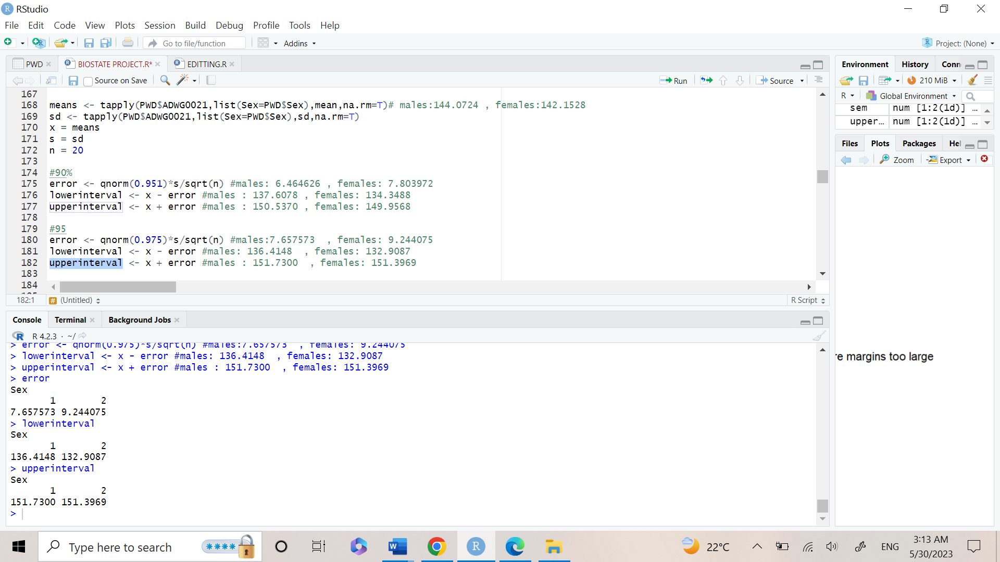 RStudio
File Edit Code View Plots Session Build Debug Profile Tools Help
Go to file/function Addins Project: (None)
PWD BIOSTATE PROJECT.R* EDITTING.R
Source on Save Run Source
167
168 means <- tapply(PWD$ADWG0021,list(Sex=PWD$Sex),mean,na.rm=T)# males:144.0724 , females:142.1528
169 sd <- tapply(PWD$ADWG0021,list(Sex=PWD$Sex),sd,na.rm=T)
170 x = means
171 s = sd
172 n = 20
173
174 #90%
175 error <- qnorm(0.951)*s/sqrt(n) #males: 6.464626 , females: 7.803972
176 lowerinterval <- x - error #males : 137.6078 , females: 134.3488
177 upperinterval <- x + error #males : 150.5370 , females: 149.9568
178
179 #95
180 error <- qnorm(0.975)*s/sqrt(n) #males:7.657573  , females: 9.244075
181 lowerinterval <- x - error #males: 136.4148  , females: 132.9087
182 upperinterval <- x + error #males : 151.7300  , females: 151.3969
183
184
182:1 # (Untitled) R Script
Console Terminal Background Jobs
R 4.2.3 · ~/
> error <- qnorm(0.975)*s/sqrt(n) #males:7.657573  , females: 9.244075
> lowerinterval <- x - error #males: 136.4148  , females: 132.9087
> upperinterval <- x + error #males : 151.7300  , females: 151.3969
> error
Sex
1 2
7.657573 9.244075
> lowerinterval
Sex
1 2
136.4148 132.9087
> upperinterval
Sex
1 2
151.7300 151.3969
>
Environment History Conn
210 MiB
R Global Environment
sem num [1:2(1d)] ...
upper… num [1:2(1d)] ...
Files Plots Packages Hel
Zoom Export
re margins too large
Type here to search
22°C ENG 3:13 AM
5/30/2023